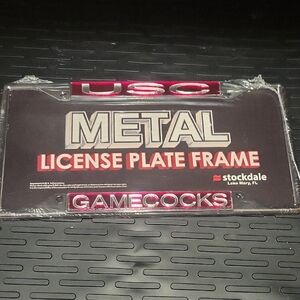 USC
METAL
LICENSE PLATE FRAME
stockdale
Lake Mary, FL
GAMECOCKS